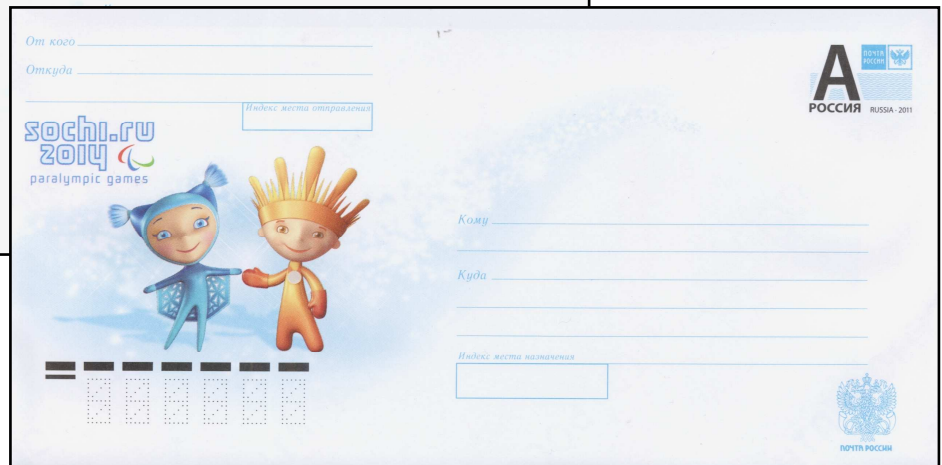 От кого
Откуда
Индекс места отправления
sochi.ru
2014
paralympic games
А
ПОЧТА
РОССИИ
РОССИЯ
RUSSIA - 2011
Кому
Куда
Индекс места назначения
ПОЧТА РОССИИ